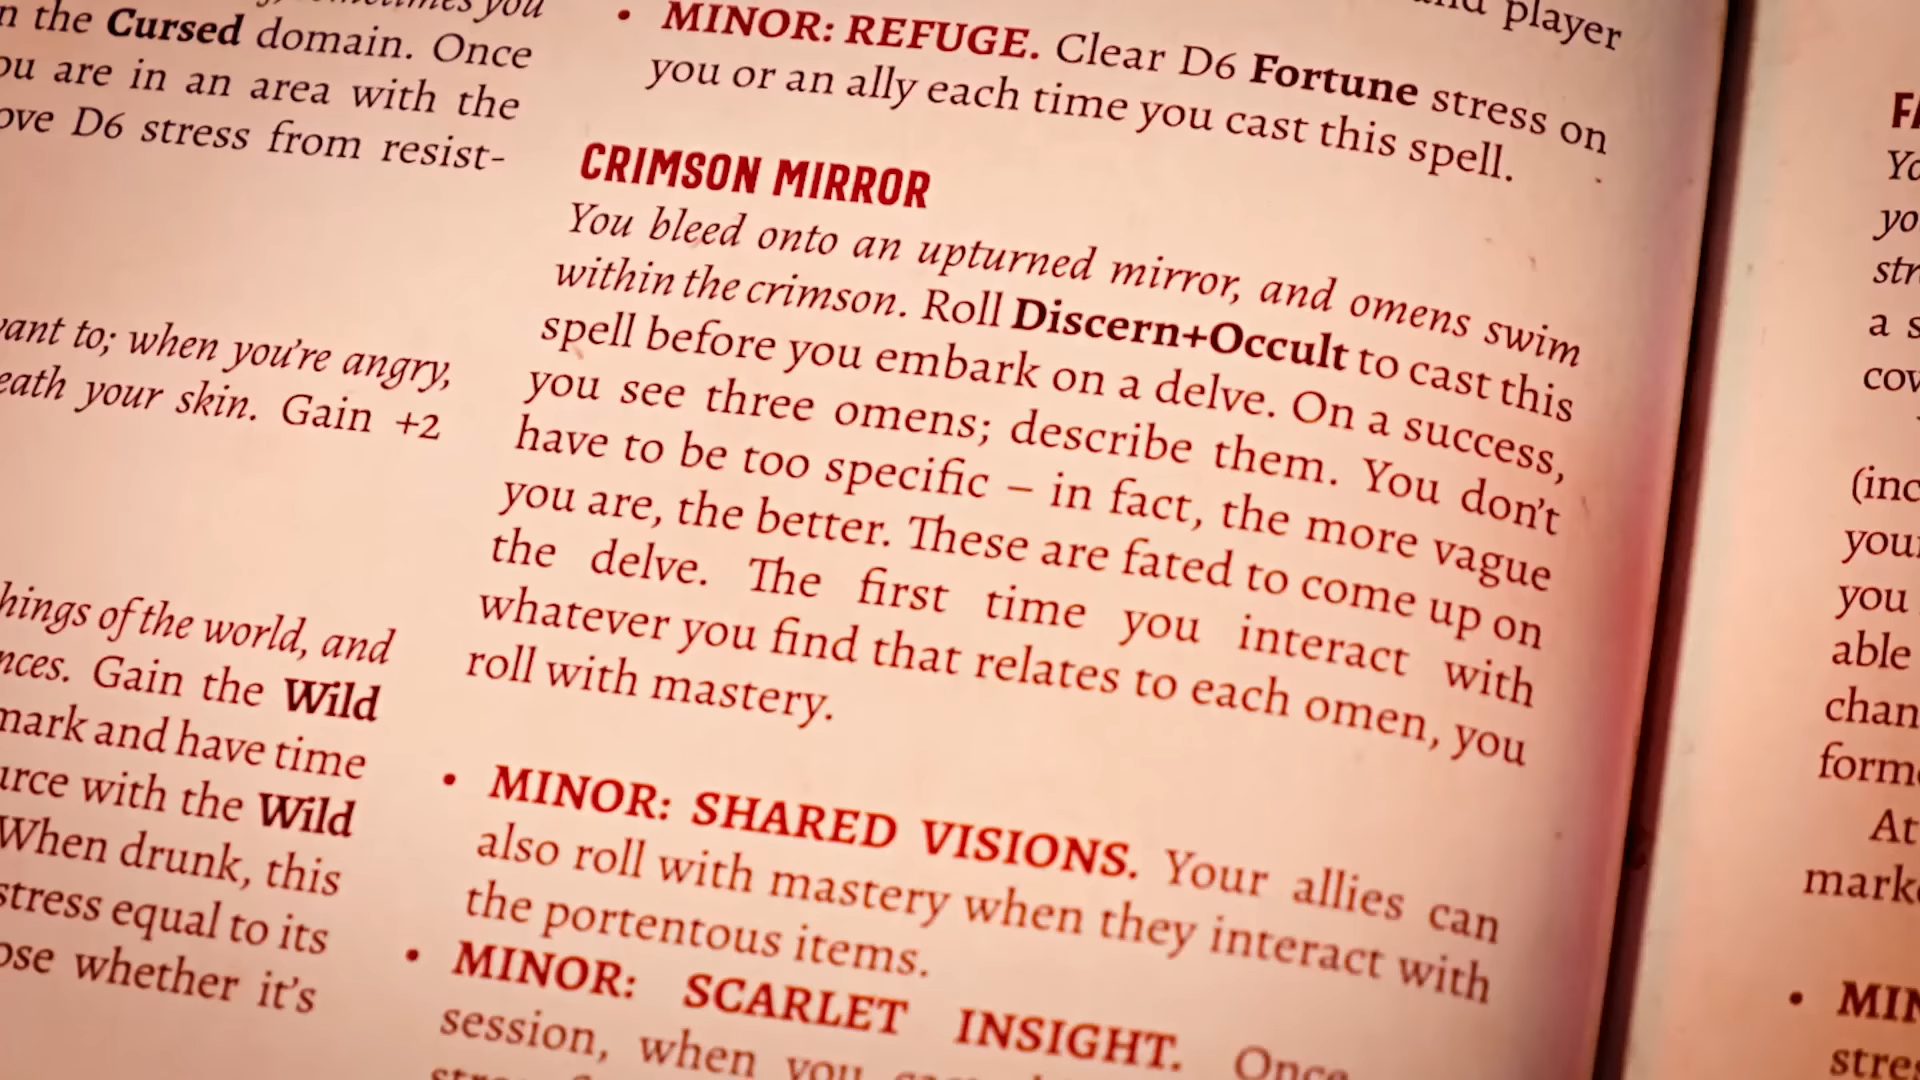 n the Cursed domain. Once
ou are in an area with the
ove D6 stress from resist-
vant to; when you're angry,
eath your skin. Gain +2
hings of the world, and
nces. Gain the Wild
mark and have time
urce with the Wild
When drunk, this
stress equal to its
ose whether it's
player
• MINOR: REFUGE. Clear D6 Fortune stress on
you or an ally each time you cast this spell.
CRIMSON MIRROR
You bleed onto an upturned mirror, and omens swim
within the crimson. Roll Discern+Occult to cast this
spell before you embark on a delve. On a success,
you see three omens; describe them. You don't
have to be too specific – in fact, the more vague
you are, the better. These are fated to come up on
the delve. The first time you interact with
whatever you find that relates to each omen, you
roll with mastery.
• MINOR: SHARED VISIONS. Your allies can
also roll with mastery when they interact with
the portentous items.
• MINOR: SCARLET INSIGHT. Once
session, when you
yo
a s
cov
(inc
your
you
able
chan
form
At
mark
• MIN
stres